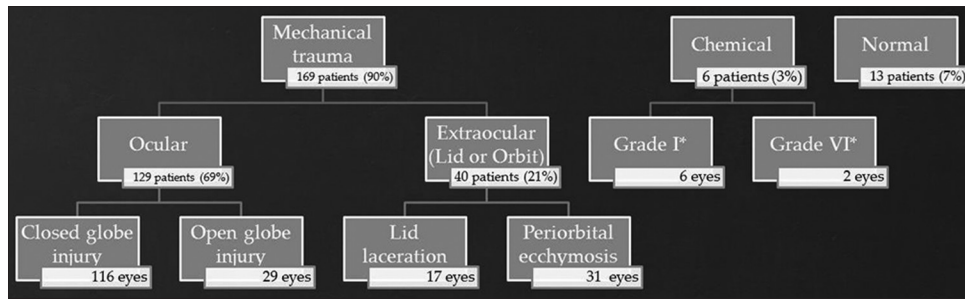 Mechanical
trauma
169 patients (90%)
Chemical
6 patients (3%)
Normal
13 patients (7%)
Ocular
129 patients (69%)
Extraocular
(Lid or Orbit)
40 patients (21%)
Grade I*
6 eyes
Grade VI*
2 eyes
Closed globe
injury
116 eyes
Open globe
injury
29 eyes
Lid
laceration
17 eyes
Periorbital
ecchymosis
31 eyes